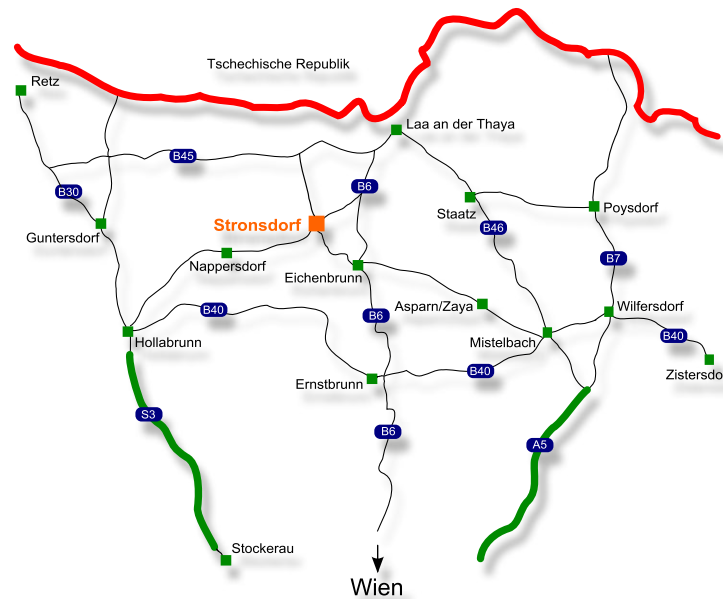 Tschechische Republik
Retz
Laa an der Thaya
B45
B30
B6
Staatz
Poysdorf
Stronsdorf
Guntersdorf
B46
Nappersdorf
Eichenbrunn
B7
B40
B6
Asparn/Zaya
Wilfersdorf
Hollabrunn
Mistelbach
B40
Ernstbrunn
B40
Zistersdo
S3
B6
A5
Stockerau
Wien